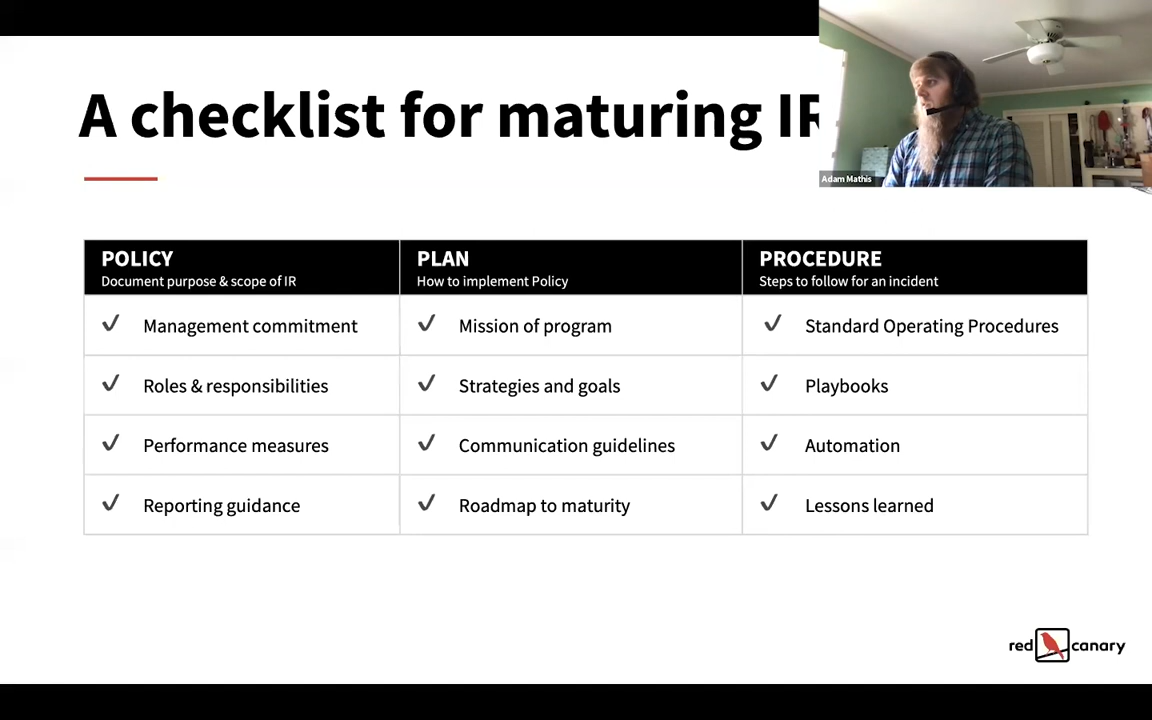 A checklist for maturing IR
Adam Mathis
POLICY
Document purpose & scope of IR
PLAN
How to implement Policy
PROCEDURE
Steps to follow for an incident
Management commitment
Mission of program
Standard Operating Procedures
Roles & responsibilities
Strategies and goals
Playbooks
Performance measures
Communication guidelines
Automation
Reporting guidance
Roadmap to maturity
Lessons learned
red canary